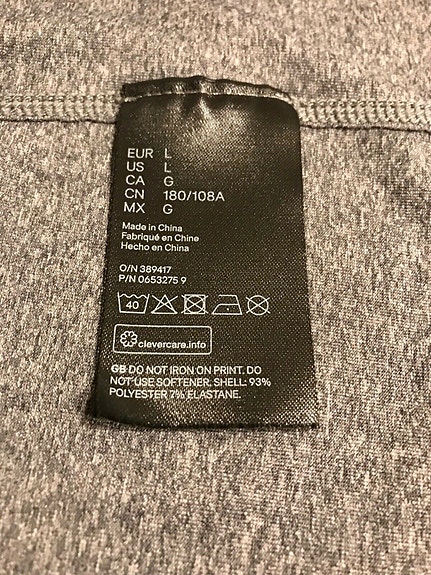 EUR L
US L
CA G
CN 180/108A
MX G
Made in China
Fabriqué en Chine
Hecho en China
O/N 389417
P/N 0653275 9
40
clevercare.info
GB DO NOT IRON ON PRINT. DO
NOT USE SOFTENER. SHELL: 93%
POLYESTER 7% ELASTANE.